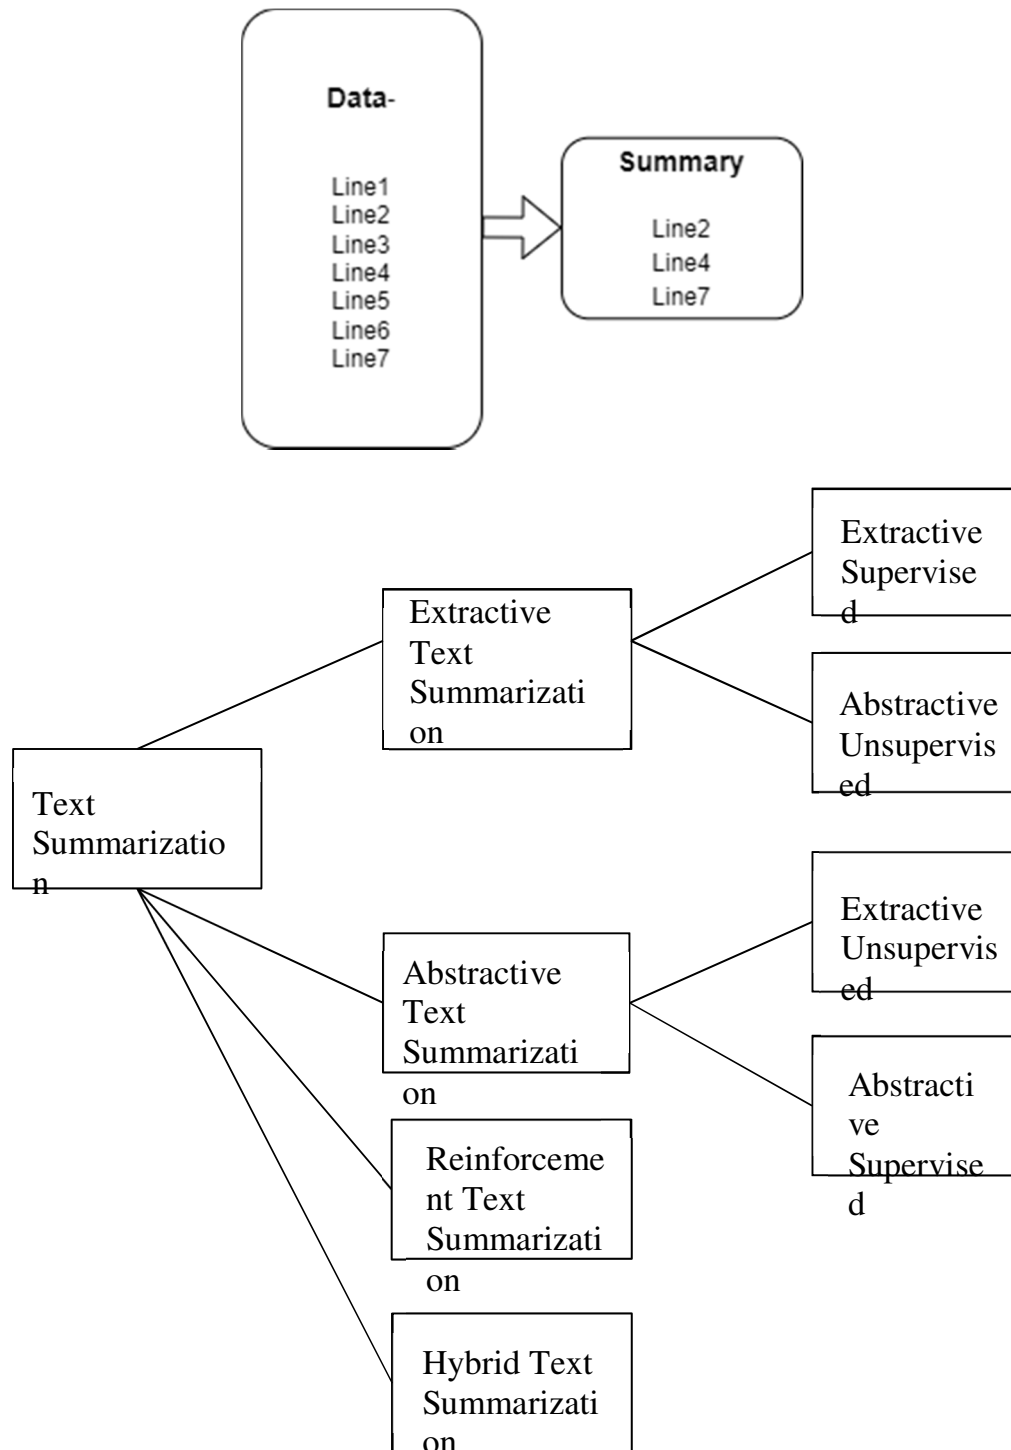 Data-
Line1
Line2
Line3
Line4
Line5
Line6
Line7
Summary
Line2
Line4
Line7
Text
Summarizatio
n
Extractive
Text
Summarizati
on
Abstractive
Text
Summarizati
on
Reinforceme
nt Text
Summarizati
on
Hybrid Text
Summarizati
on
Extractive
Supervise
d
Abstractive
Unsupervis
ed
Extractive
Unsupervis
ed
Abstracti
ve
Supervise
d